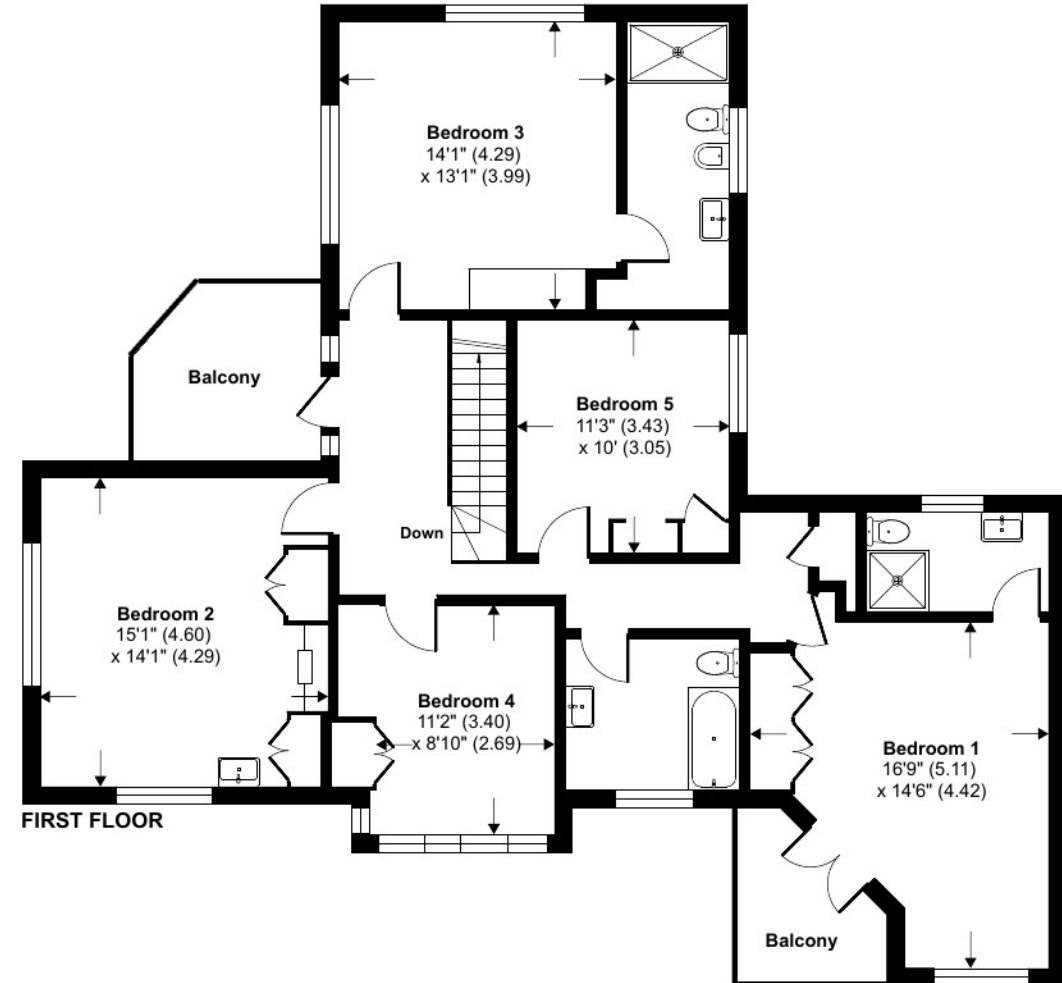 Bedroom 3
14'1" (4.29)
x 13'1" (3.99)
Balcony
Bedroom 5
11'3" (3.43)
x 10' (3.05)
Down
Bedroom 2
15'1" (4.60)
x 14'1" (4.29)
Bedroom 4
11'2" (3.40)
x 8'10" (2.69)
Bedroom 1
16'9" (5.11)
x 14'6" (4.42)
FIRST FLOOR
Balcony